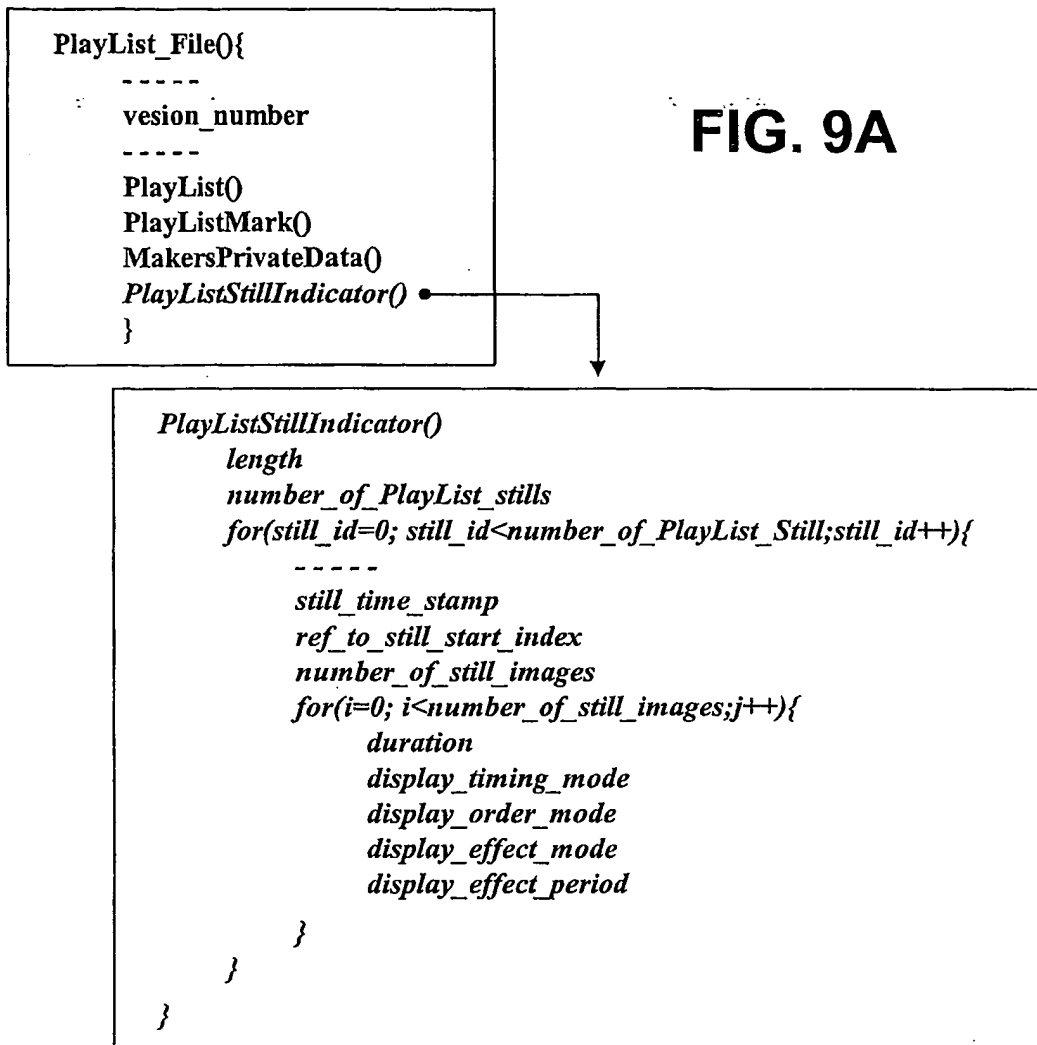 PlayList_File(){
- - - - -
vesion_number
- - - - -
PlayList()
PlayListMark()
MakersPrivateData()
PlayListStillIndicator()
}
FIG. 9A
PlayListStillIndicator()
length
number_of_PlayList_stills
for(still_id=0; still_id<number_of_PlayList_Still;still_id++){
- - - - -
still_time_stamp
ref_to_still_start_index
number_of_still_images
for(i=0; i<number_of_still_images;j++){
duration
display_timing_mode
display_order_mode
display_effect_mode
display_effect_period
}
}
}